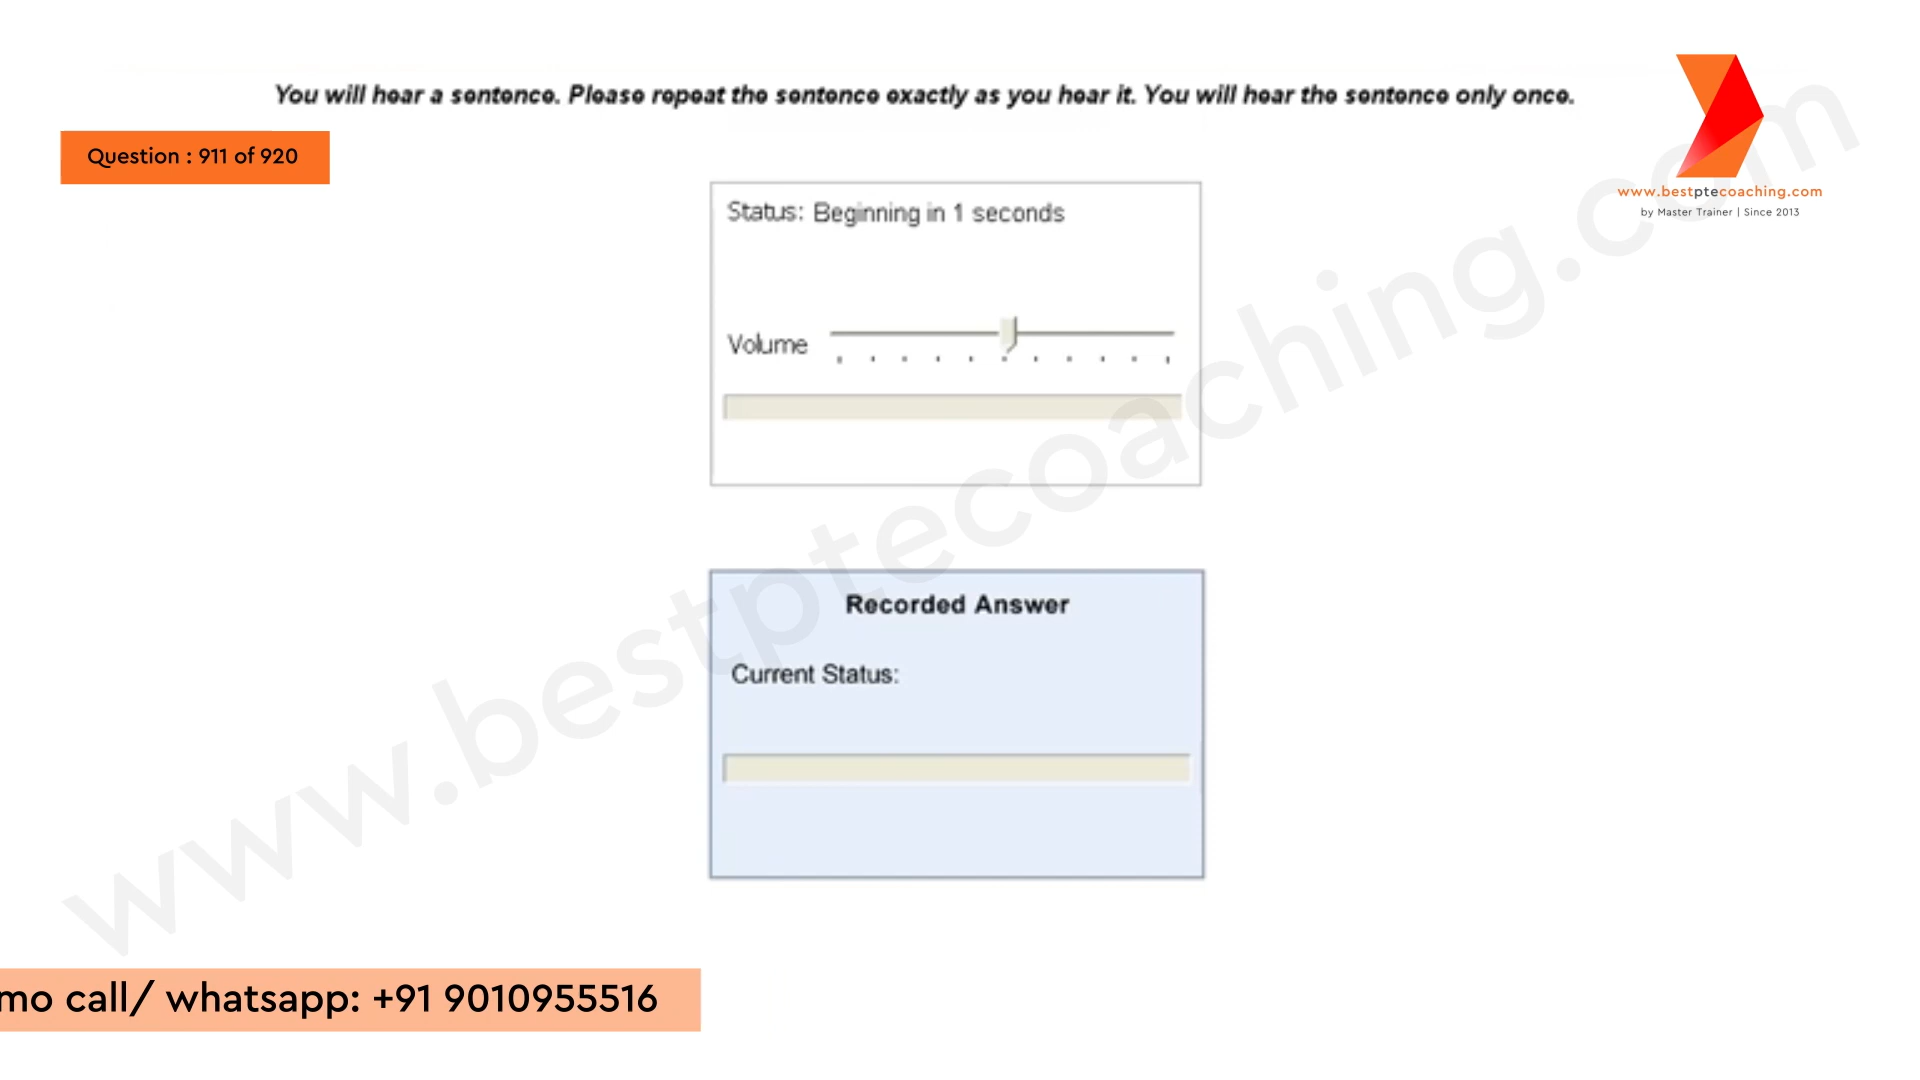 You will hear a sentence. Please repeat the sentence exactly as you hear it. You will hear the sentence only once.
Question : 911 of 920
www.bestptecoaching.com
by Master Trainer | Since 2013
Status: Beginning in 1 seconds
Volume
www.bestptecoaching.com
Recorded Answer
Current Status:
mo call/ whatsapp: +91 9010955516